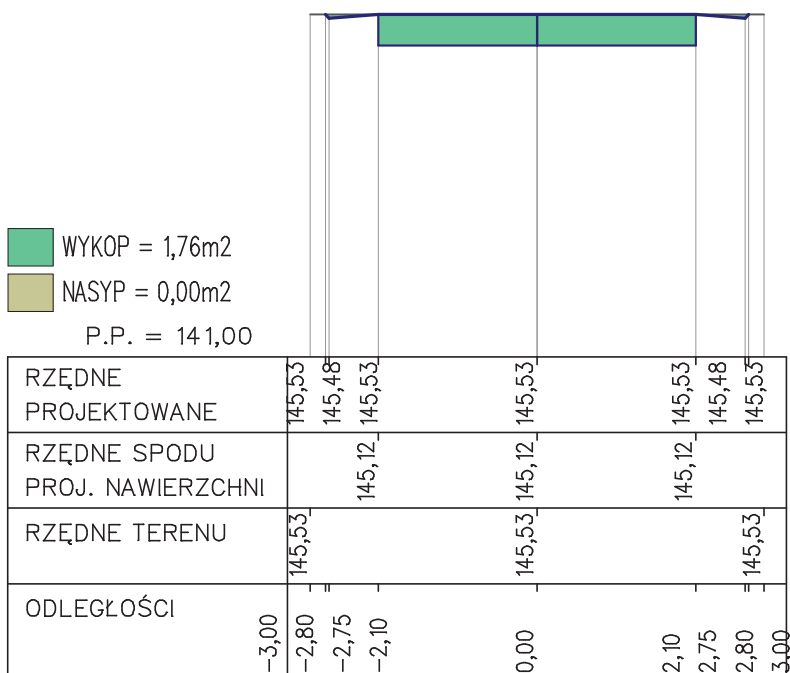 WYKOP = 1,76m2
NASYP = 0,00m2
P.P. = 141,00
RZĘDNE
PROJEKTOWANE
145,53 145,48 145,53 145,53 145,53 145,48 145,53
RZĘDNE SPODU
PROJ. NAWIERZCHNI
145,12 145,12 145,12
RZĘDNE TERENU
145,53 145,53 145,53
ODLEGŁOŚCI
-3,00 -2,80 -2,75 -2,10 0,00 2,10 2,75 2,80 3,00